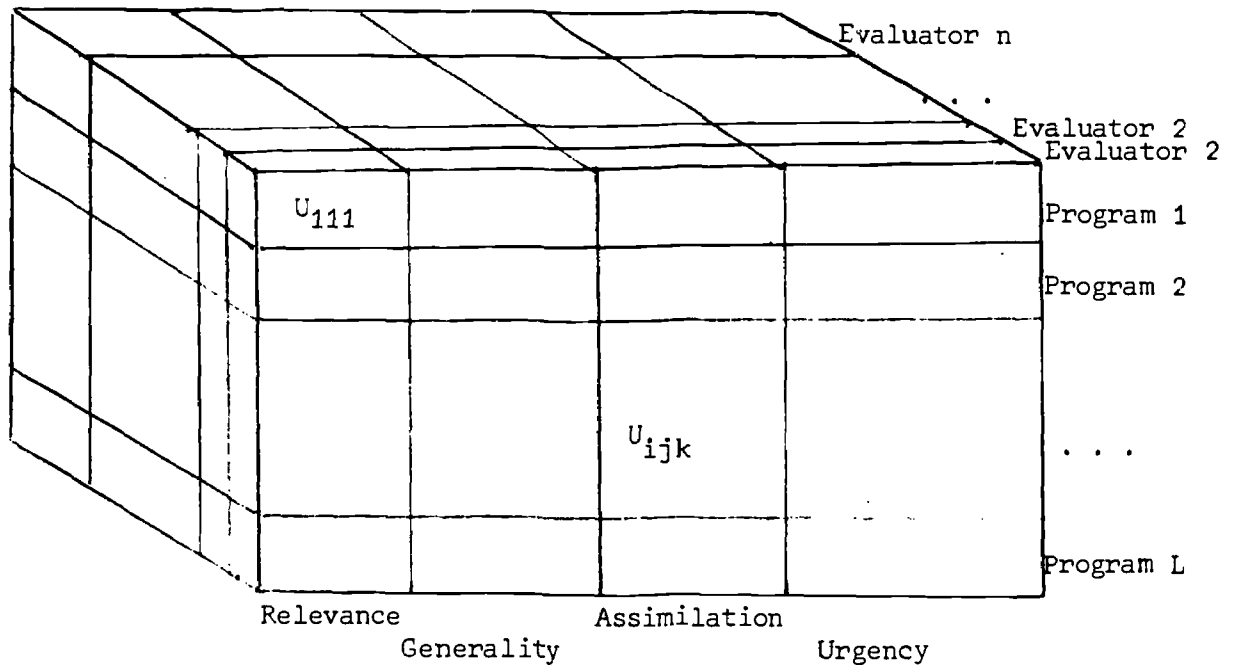 Evaluator n
. . .
Evaluator 2
Evaluator 2
U111
Program 1
Program 2
Uijk
. . .
Program L
Relevance
Assimilation
Generality
Urgency